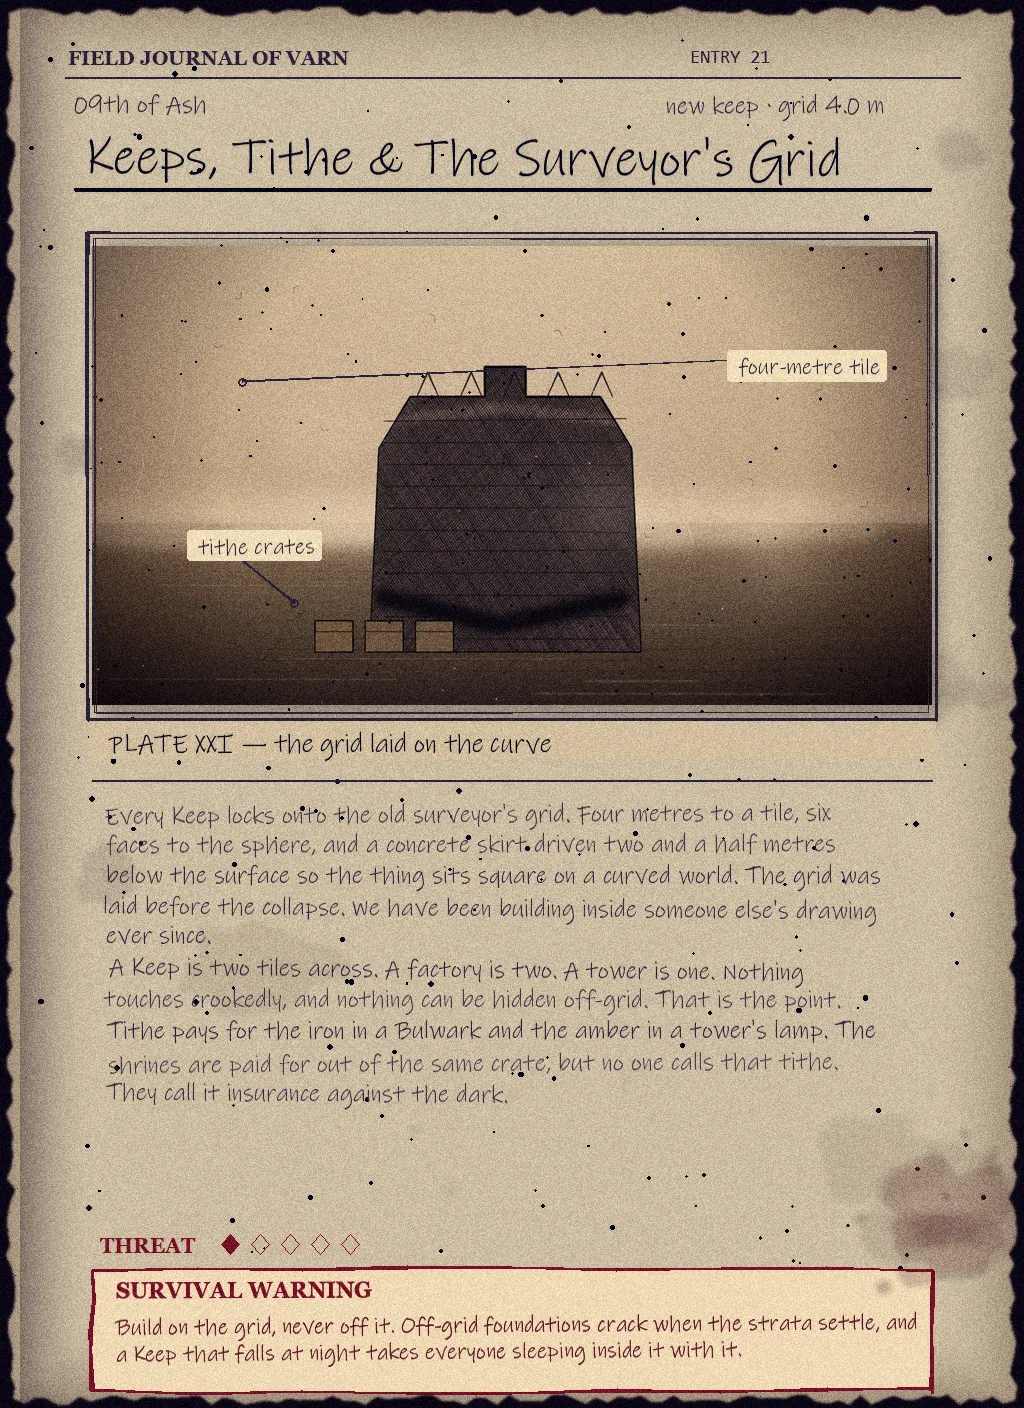 FIELD JOURNAL OF VARN
ENTRY 21
09th of Ash
new keep · grid 4.0 m
Keeps, Tithe & The Surveyor's Grid
four-metre tile
tithe crates
PLATE XXI — the grid laid on the curve
Every Keep locks onto the old surveyor's grid. Four metres to a tile, six
faces to the sphere, and a concrete skirt driven two and a half metres
below the surface so the thing sits square on a curved world. The grid was
laid before the collapse. We have been building inside someone else's drawing
ever since.
A Keep is two tiles across. A factory is two. A tower is one. Nothing
touches crookedly, and nothing can be hidden off-grid. That is the point.
Tithe pays for the iron in a Bulwark and the amber in a tower's lamp. The
shrines are paid for out of the same crate, but no one calls that tithe.
They call it insurance against the dark.
THREAT
SURVIVAL WARNING
Build on the grid, never off it. Off-grid foundations crack when the strata settle, and
a Keep that falls at night takes everyone sleeping inside it with it.